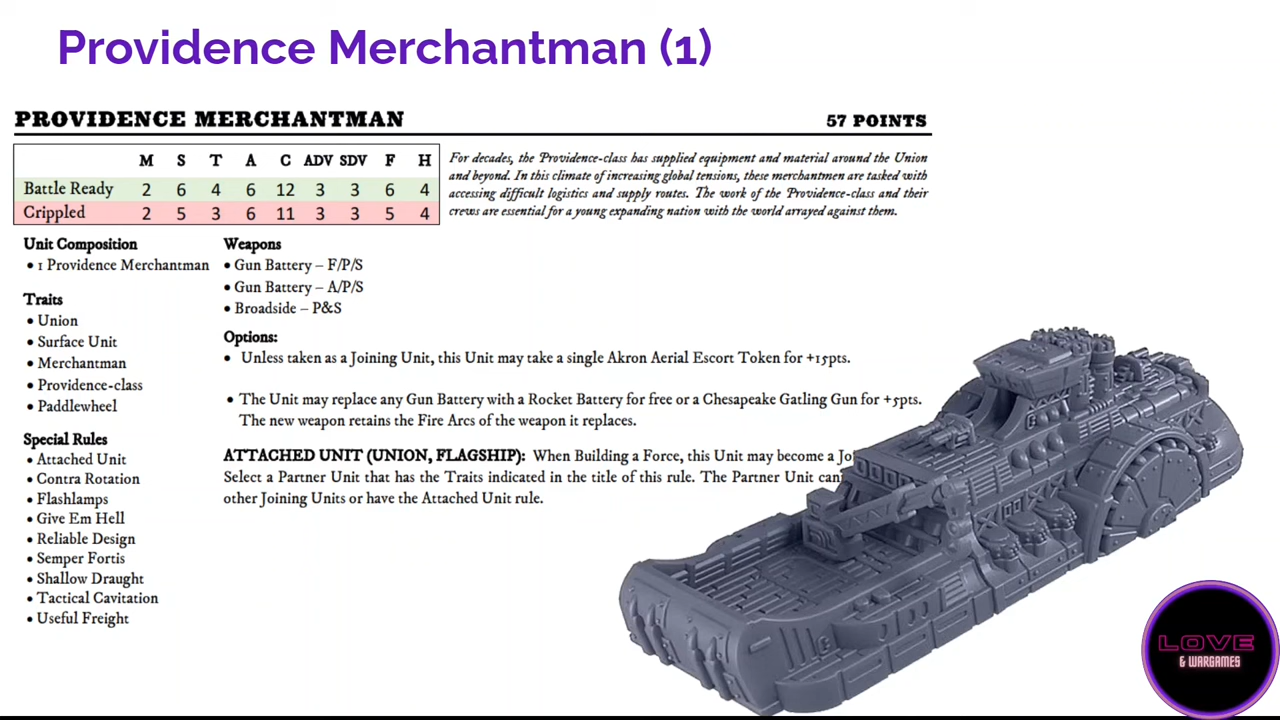 Providence Merchantman (1)
PROVIDENCE MERCHANTMAN
57 POINTS
M S T A C ADV SDV F H
Battle Ready 2 6 4 6 12 3 3 6 4
Crippled 2 5 3 6 11 3 3 5 4
For decades, the Providence-class has supplied equipment and material around the Union
and beyond. In this climate of increasing global tensions, these merchantmen are tasked with
accessing difficult logistics and supply routes. The work of the Providence-class and their
crews are essential for a young expanding nation with the world arrayed against them.
Unit Composition
• 1 Providence Merchantman
Traits
• Union
• Surface Unit
• Merchantman
• Providence-class
• Paddlewheel
Special Rules
• Attached Unit
• Contra Rotation
• Flashlamps
• Give Em Hell
• Reliable Design
• Semper Fortis
• Shallow Draught
• Tactical Cavitation
• Useful Freight
Weapons
• Gun Battery – F/P/S
• Gun Battery – A/P/S
• Broadside – P&S
Options:
• Unless taken as a Joining Unit, this Unit may take a single Akron Aerial Escort Token for +15pts.
• The Unit may replace any Gun Battery with a Rocket Battery for free or a Chesapeake Gatling Gun for +5pts.
The new weapon retains the Fire Arcs of the weapon it replaces.
ATTACHED UNIT (UNION, FLAGSHIP): When Building a Force, this Unit may become a
Select a Partner Unit that has the Traits indicated in the title of this rule. The Partner Unit
other Joining Units or have the Attached Unit rule.
LOVE
& WARGAMES